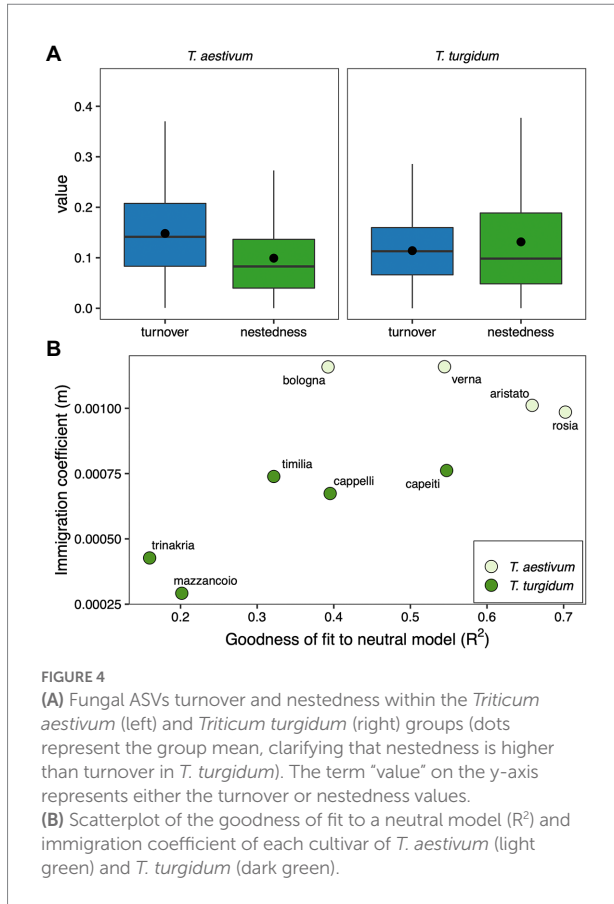 A
T. aestivum
T. turgidum
value
0.4
0.3
0.2
0.1
0.0
turnover
nestedness
turnover
nestedness
B
Immigration coefficient (m)
0.00100
0.00075
0.00050
0.00025
bologna
verna
aristato
rosia
timilia
cappelli
capeiti
trinakria
mazzancoio
T. aestivum
T. turgidum
0.2
0.3
0.4
0.5
0.6
0.7
Goodness of fit to neutral model (R²)
FIGURE 4
(A) Fungal ASVs turnover and nestedness within the Triticum
aestivum (left) and Triticum turgidum (right) groups (dots
represent the group mean, clarifying that nestedness is higher
than turnover in T. turgidum). The term “value” on the y-axis
represents either the turnover or nestedness values.
(B) Scatterplot of the goodness of fit to a neutral model (R²) and
immigration coefficient of each cultivar of T. aestivum (light
green) and T. turgidum (dark green).